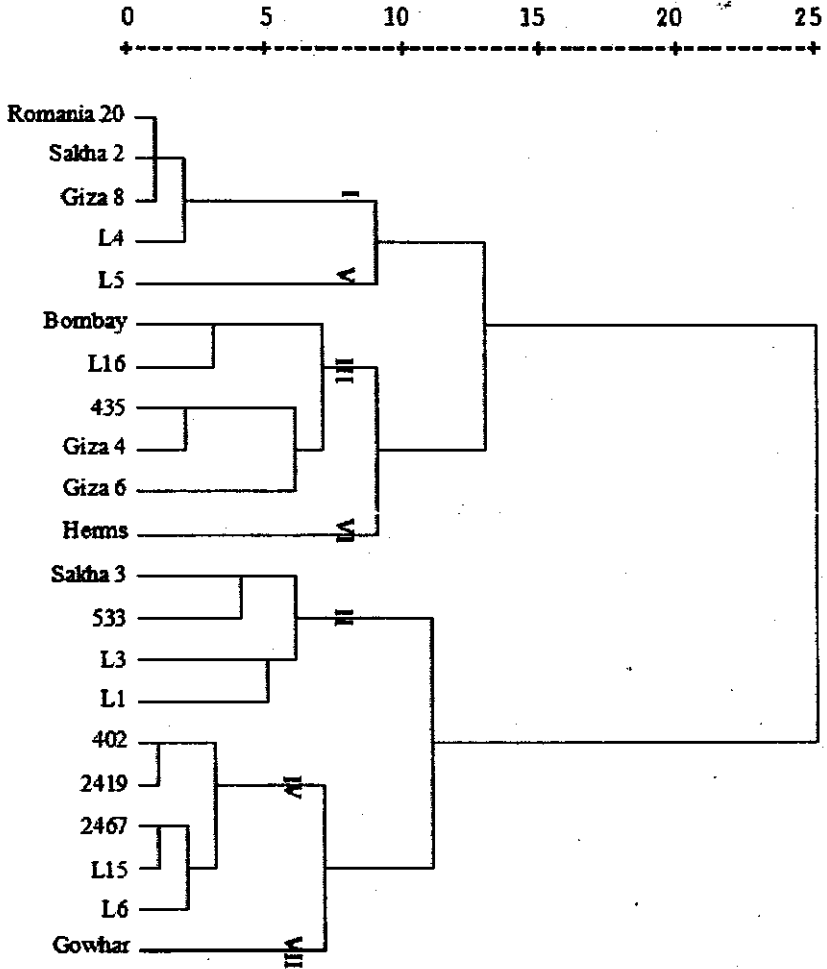 0 5 10 15 20 25
Romania 20
Sakha 2
Giza 8
I
L4
L5
V
Bombay
L16
III
435
Giza 4
Giza 6
Herms
VI
Sakha 3
533
II
L3
L1
402
2419
IV
2467
L15
L6
Gowhar
VII